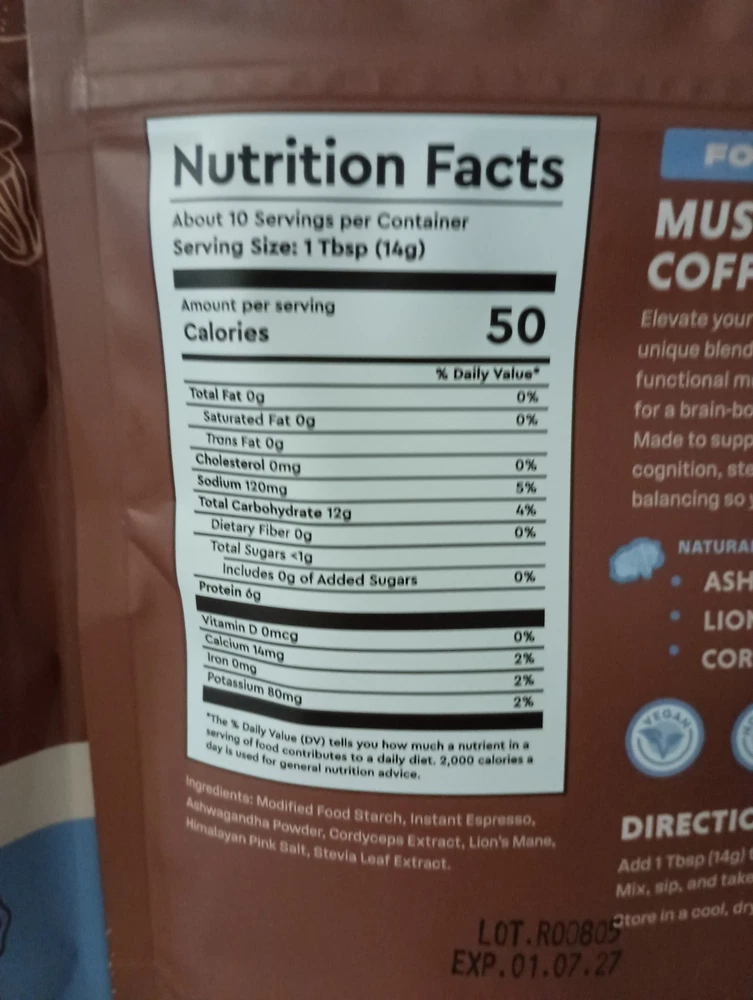 Nutrition Facts
About 10 Servings per Container
Serving Size: 1 Tbsp (14g)
Amount per serving
Calories 50
% Daily Value*
Total Fat 0g 0%
Saturated Fat 0g 0%
Trans Fat 0g
Cholesterol 0mg 0%
Sodium 120mg 5%
Total Carbohydrate 12g 4%
Dietary Fiber 0g 0%
Total Sugars <1g
Includes 0g of Added Sugars 0%
Protein 6g
Vitamin D 0mcg 0%
Calcium 14mg 2%
Iron 0mg 2%
Potassium 80mg 2%
*The % Daily Value (DV) tells you how much a nutrient in a
serving of food contributes to a daily diet. 2,000 calories a
day is used for general nutrition advice.
Ingredients: Modified Food Starch, Instant Espresso,
Ashwagandha Powder, Cordyceps Extract, Lion's Mane,
Himalayan Pink Salt, Stevia Leaf Extract.
LOT.R00805
EXP.01.07.27
FO
MUS
COFF
Elevate your
unique blend
functional m
for a brain-bo
Made to supp
cognition, ste
balancing so
NATURA
• ASH
• LION
• COR
VEGAN
DIRECTIO
Add 1 Tbsp (14g)
Mix, sip, and take
Store in a cool, dry